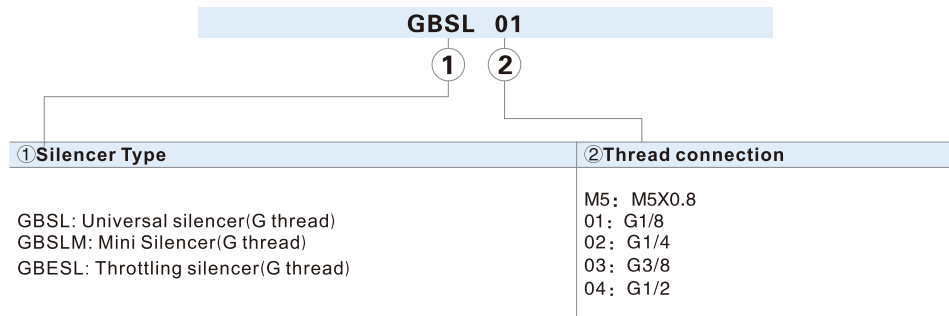 GBSL 01
① ②
①Silencer Type
②Thread connection
GBSL: Universal silencer(G thread)
GBSLM: Mini Silencer(G thread)
GBESL: Throttling silencer(G thread)
M5：M5X0.8
01：G1/8
02：G1/4
03：G3/8
04：G1/2